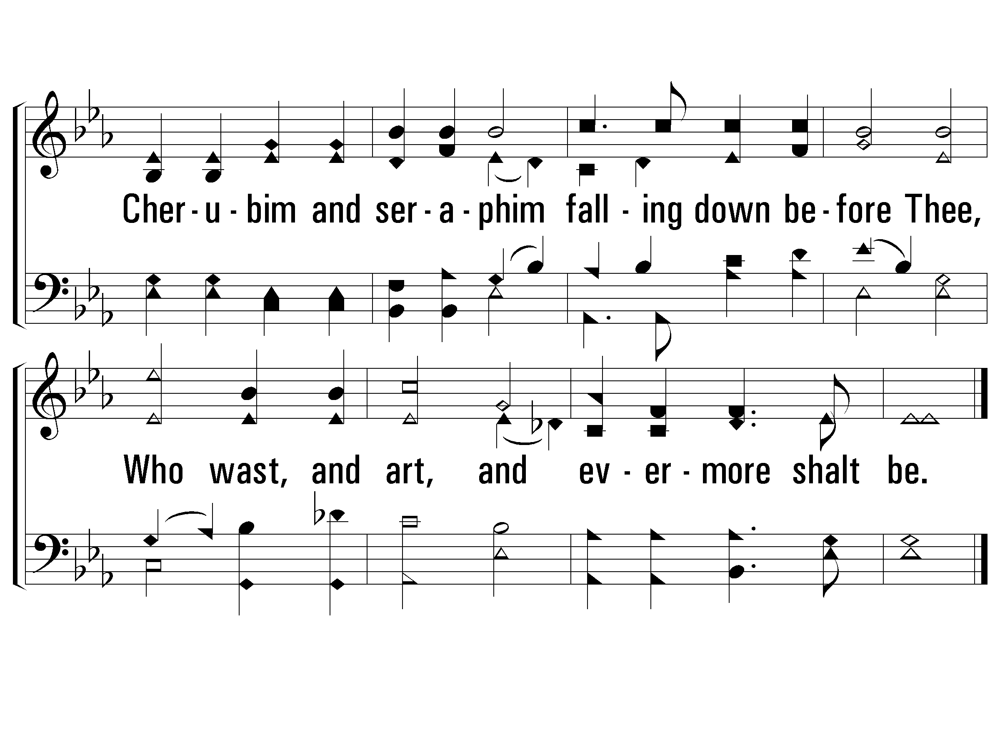 Cher - u - bim and ser - a - phim fall - ing down be - fore Thee,
Who wast, and art, and ev - er - more shalt be.